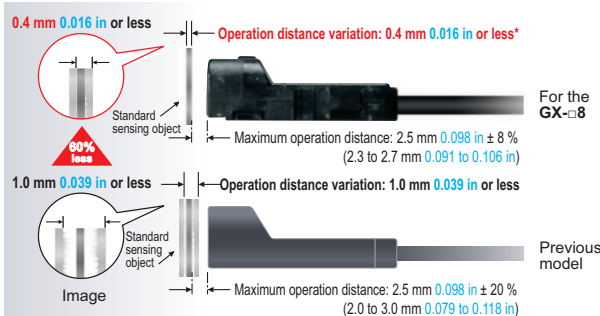 0.4 mm 0.016 in or less
Operation distance variation: 0.4 mm 0.016 in or less*
Standard
sensing object
For the
GX-□8
Maximum operation distance: 2.5 mm 0.098 in ± 8 %
(2.3 to 2.7 mm 0.091 to 0.106 in)
60%
less
1.0 mm 0.039 in or less
Operation distance variation: 1.0 mm 0.039 in or less
Standard
sensing
object
Image
Previous
model
Maximum operation distance: 2.5 mm 0.098 in ± 20 %
(2.0 to 3.0 mm 0.079 to 0.118 in)